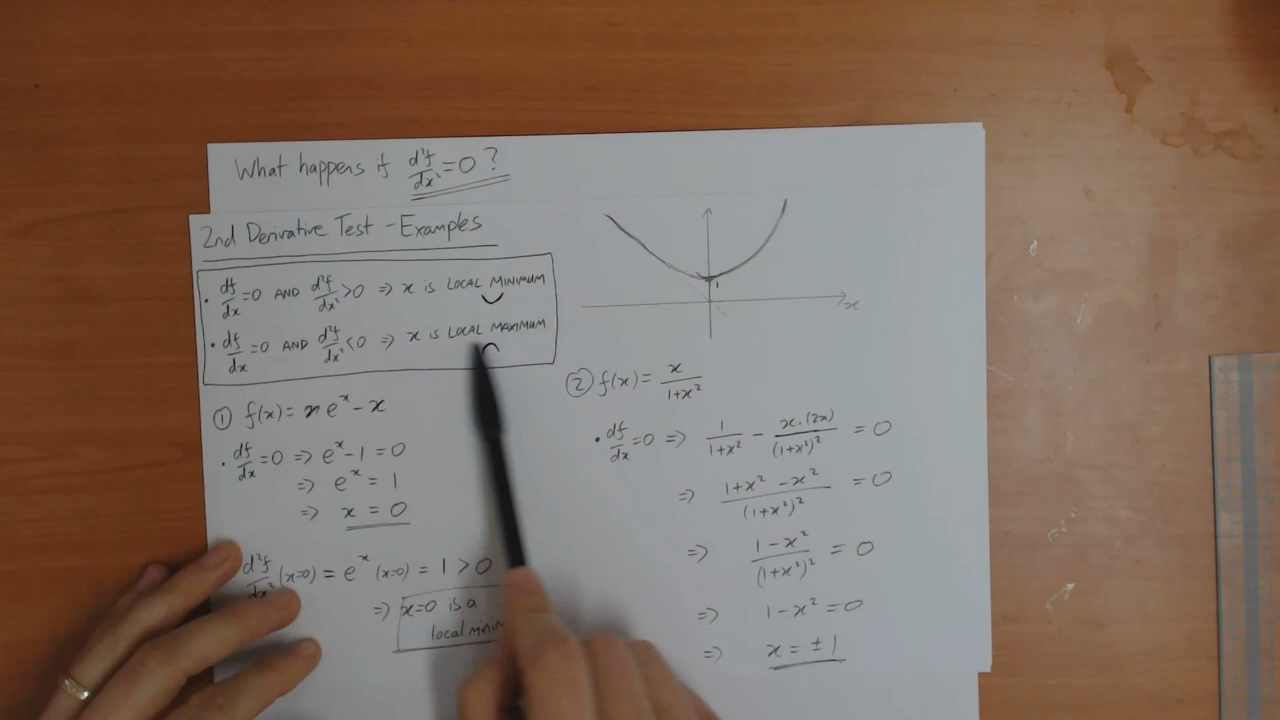 What happens if d²f/dx² = 0 ?
2nd Derivative Test - Examples
• df/dx = 0 AND d²f/dx² > 0 ⇒ x IS LOCAL MINIMUM
• df/dx = 0 AND d²f/dx² < 0 ⇒ x IS LOCAL MAXIMUM
① f(x) = eˣ - x
• df/dx = 0 ⇒ eˣ - 1 = 0
⇒ eˣ = 1
⇒ x = 0
d²f/dx² (x=0) = eˣ (x=0) = 1 > 0
⇒ x=0 is a
local
1
x
② f(x) = x/(1+x²)
• df/dx = 0 ⇒ 1/(1+x²) - x.(2x)/(1+x²)² = 0
⇒ (1+x² - x²)/(1+x²)² = 0
⇒ (1-x²)/(1+x²)² = 0
⇒ 1-x² = 0
⇒ x = ±1